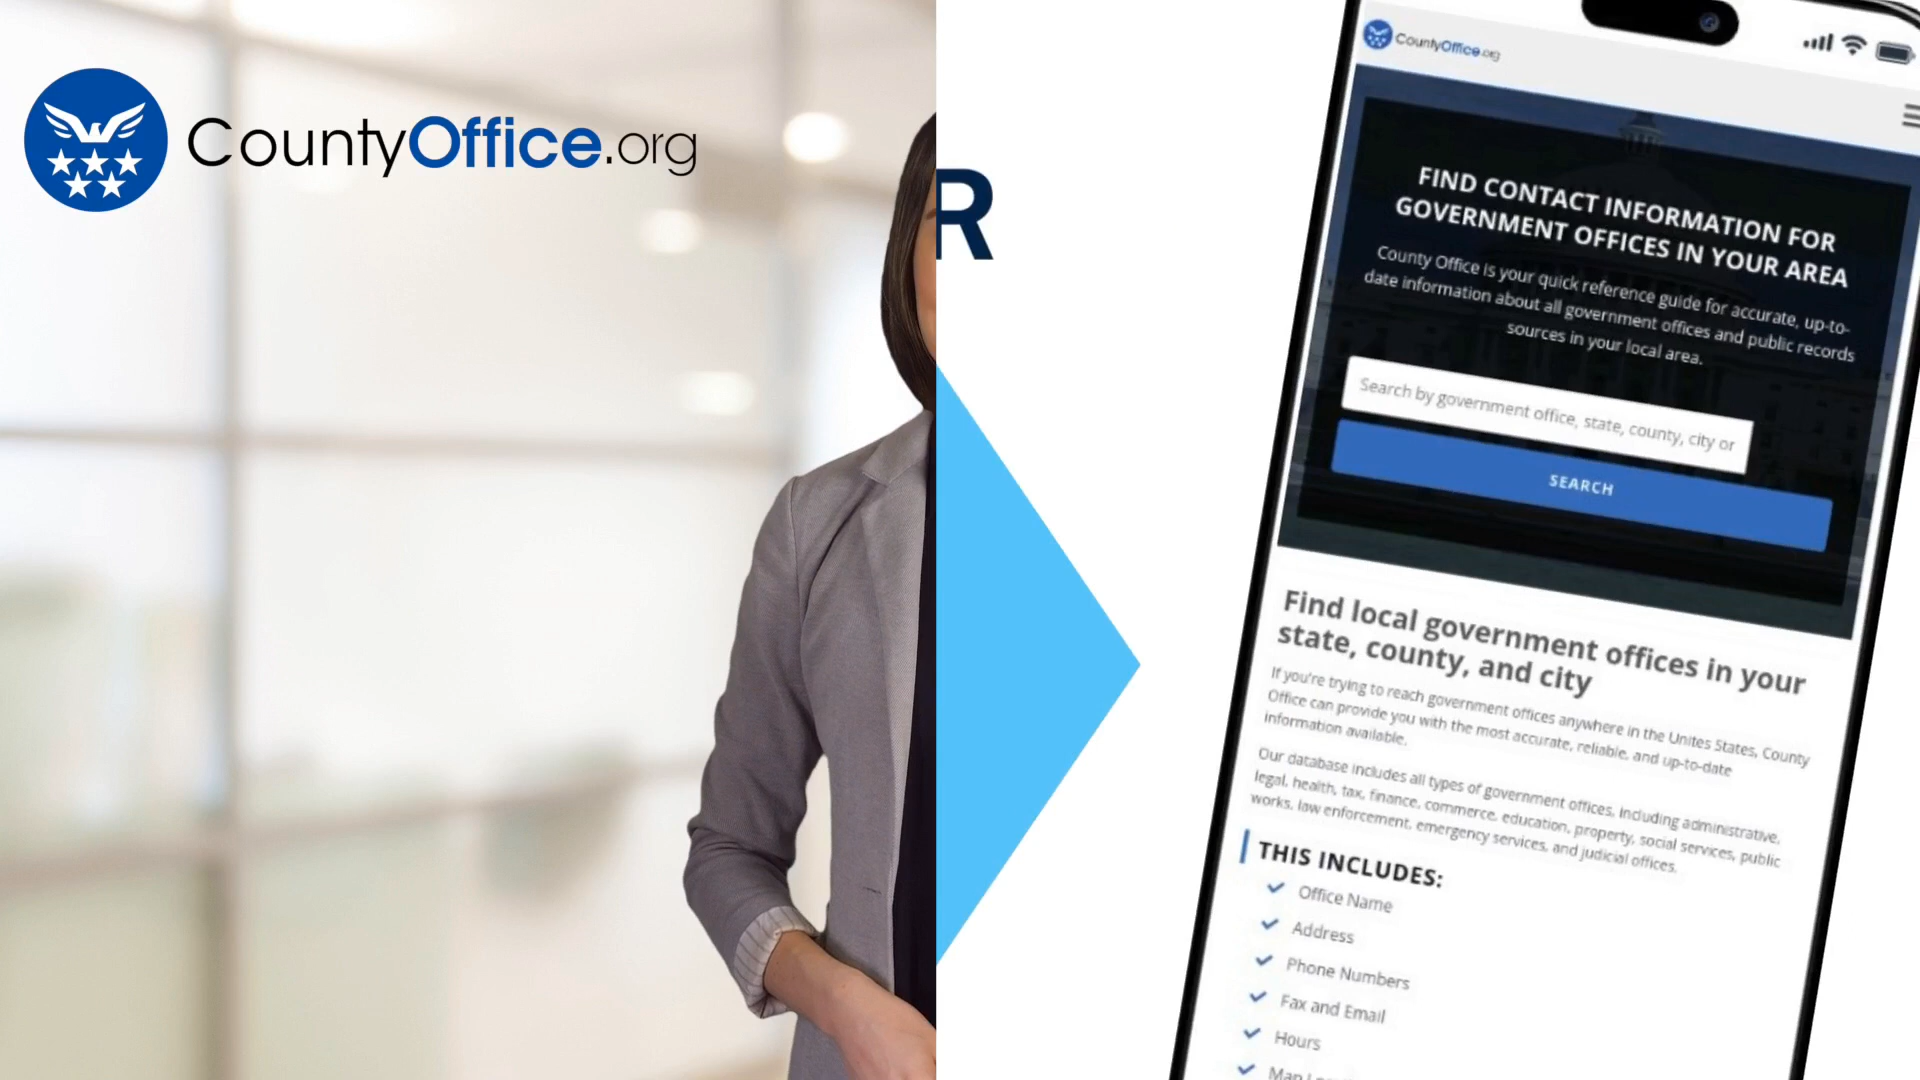 CountyOffice.org
R
CountyOffice.org
FIND CONTACT INFORMATION FOR
GOVERNMENT OFFICES IN YOUR AREA
County Office is your quick reference guide for accurate, up-to-
date information about all government offices and public records
sources in your local area.
Search by government office, state, county, city or
SEARCH
Find local government offices in your
state, county, and city
If you're trying to reach government offices anywhere in the Unites States, County
Office can provide you with the most accurate, reliable, and up-to-date
information available.
Our database includes all types of government offices, including administrative,
legal, health, tax, finance, commerce, education, property, social services, public
works, law enforcement, emergency services, and judicial offices.
THIS INCLUDES:
Office Name
Address
Phone Numbers
Fax and Email
Hours
Map